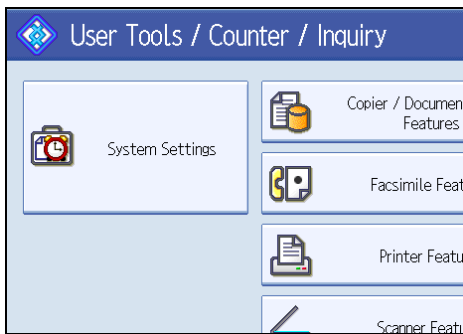 User Tools / Counter / Inquiry
System Settings
Copier / Documen
Features
Facsimile Feat
Printer Featu
Scanner Featu